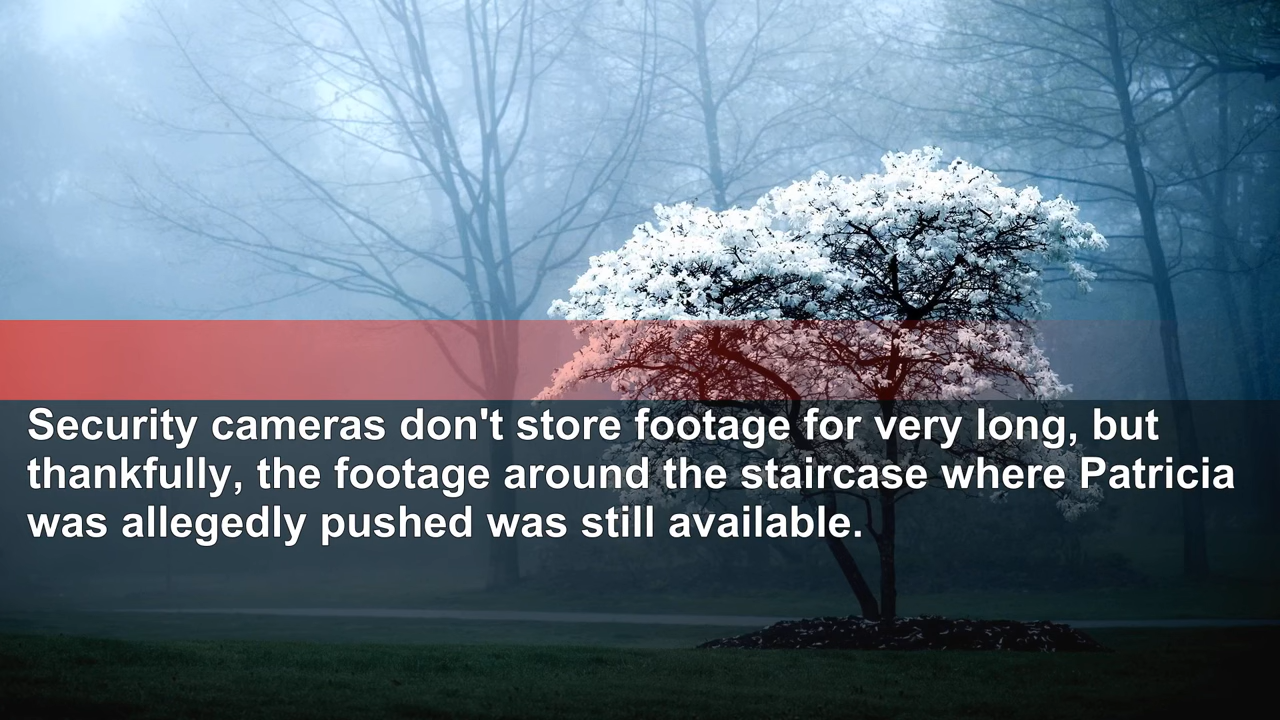 Security cameras don't store footage for very long, but
thankfully, the footage around the staircase where Patricia
was allegedly pushed was still available.